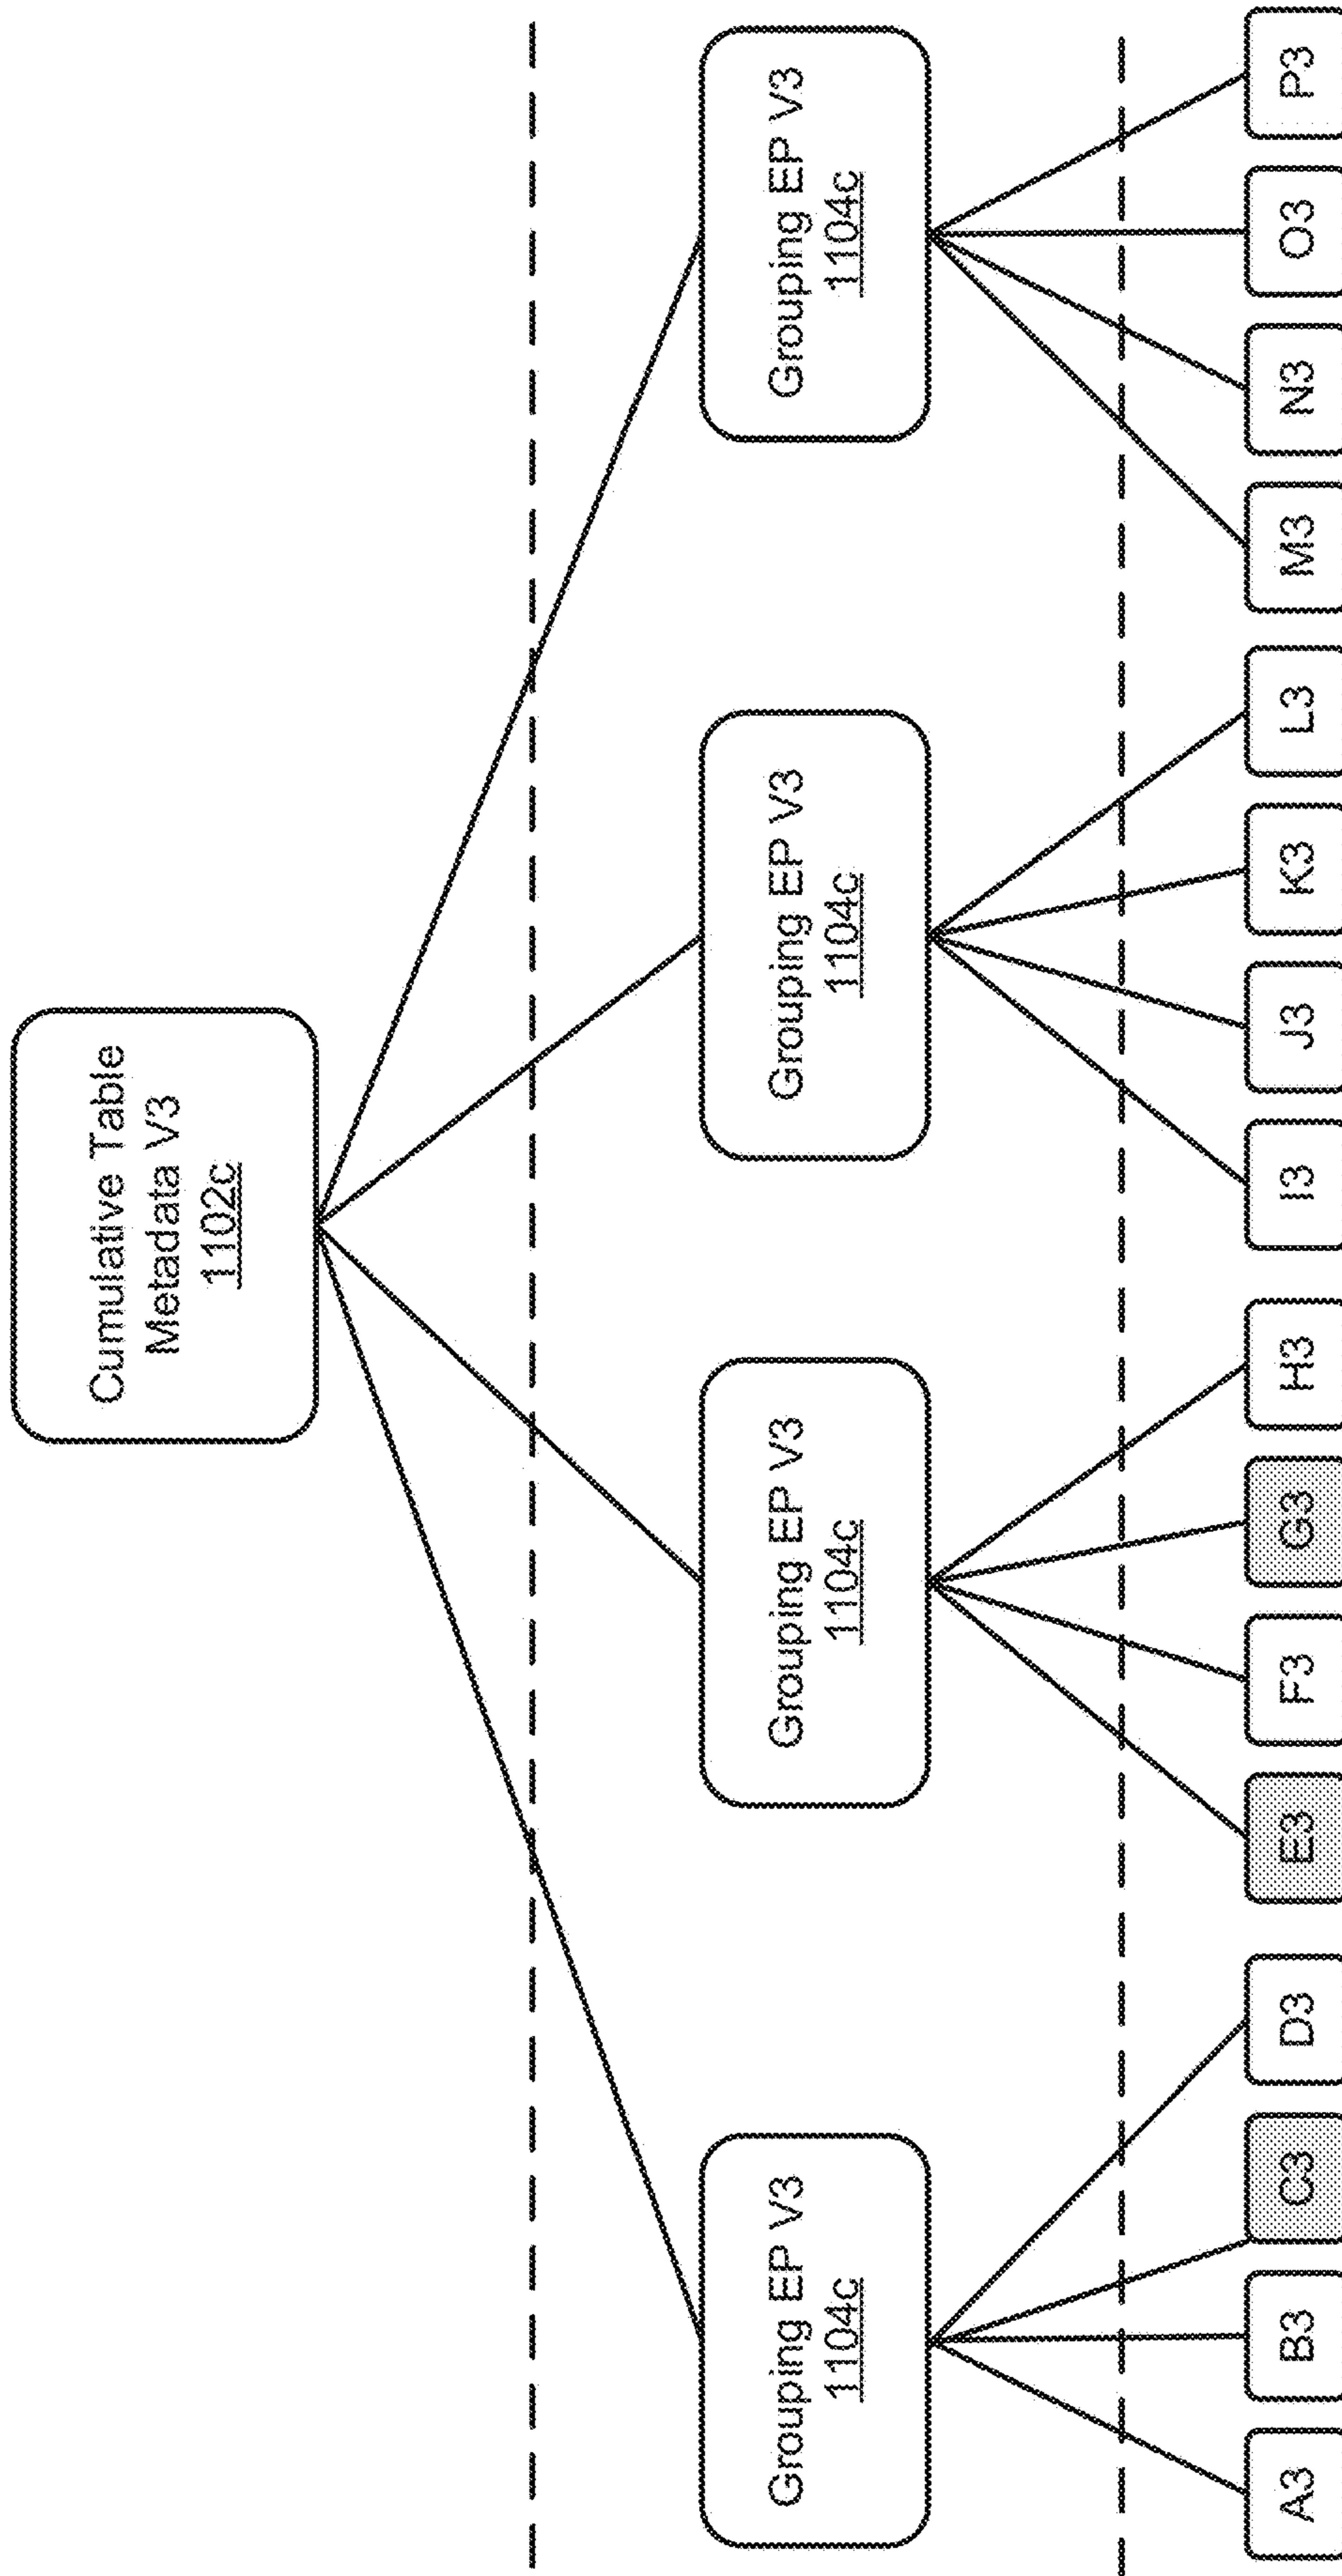 Cumulative Table
Metadata V3
1102c
Grouping EP V3
1104c
Grouping EP V3
1104c
Grouping EP V3
1104c
Grouping EP V3
1104c
A3
B3
C3
D3
E3
F3
G3
H3
I3
J3
K3
L3
M3
N3
O3
P3